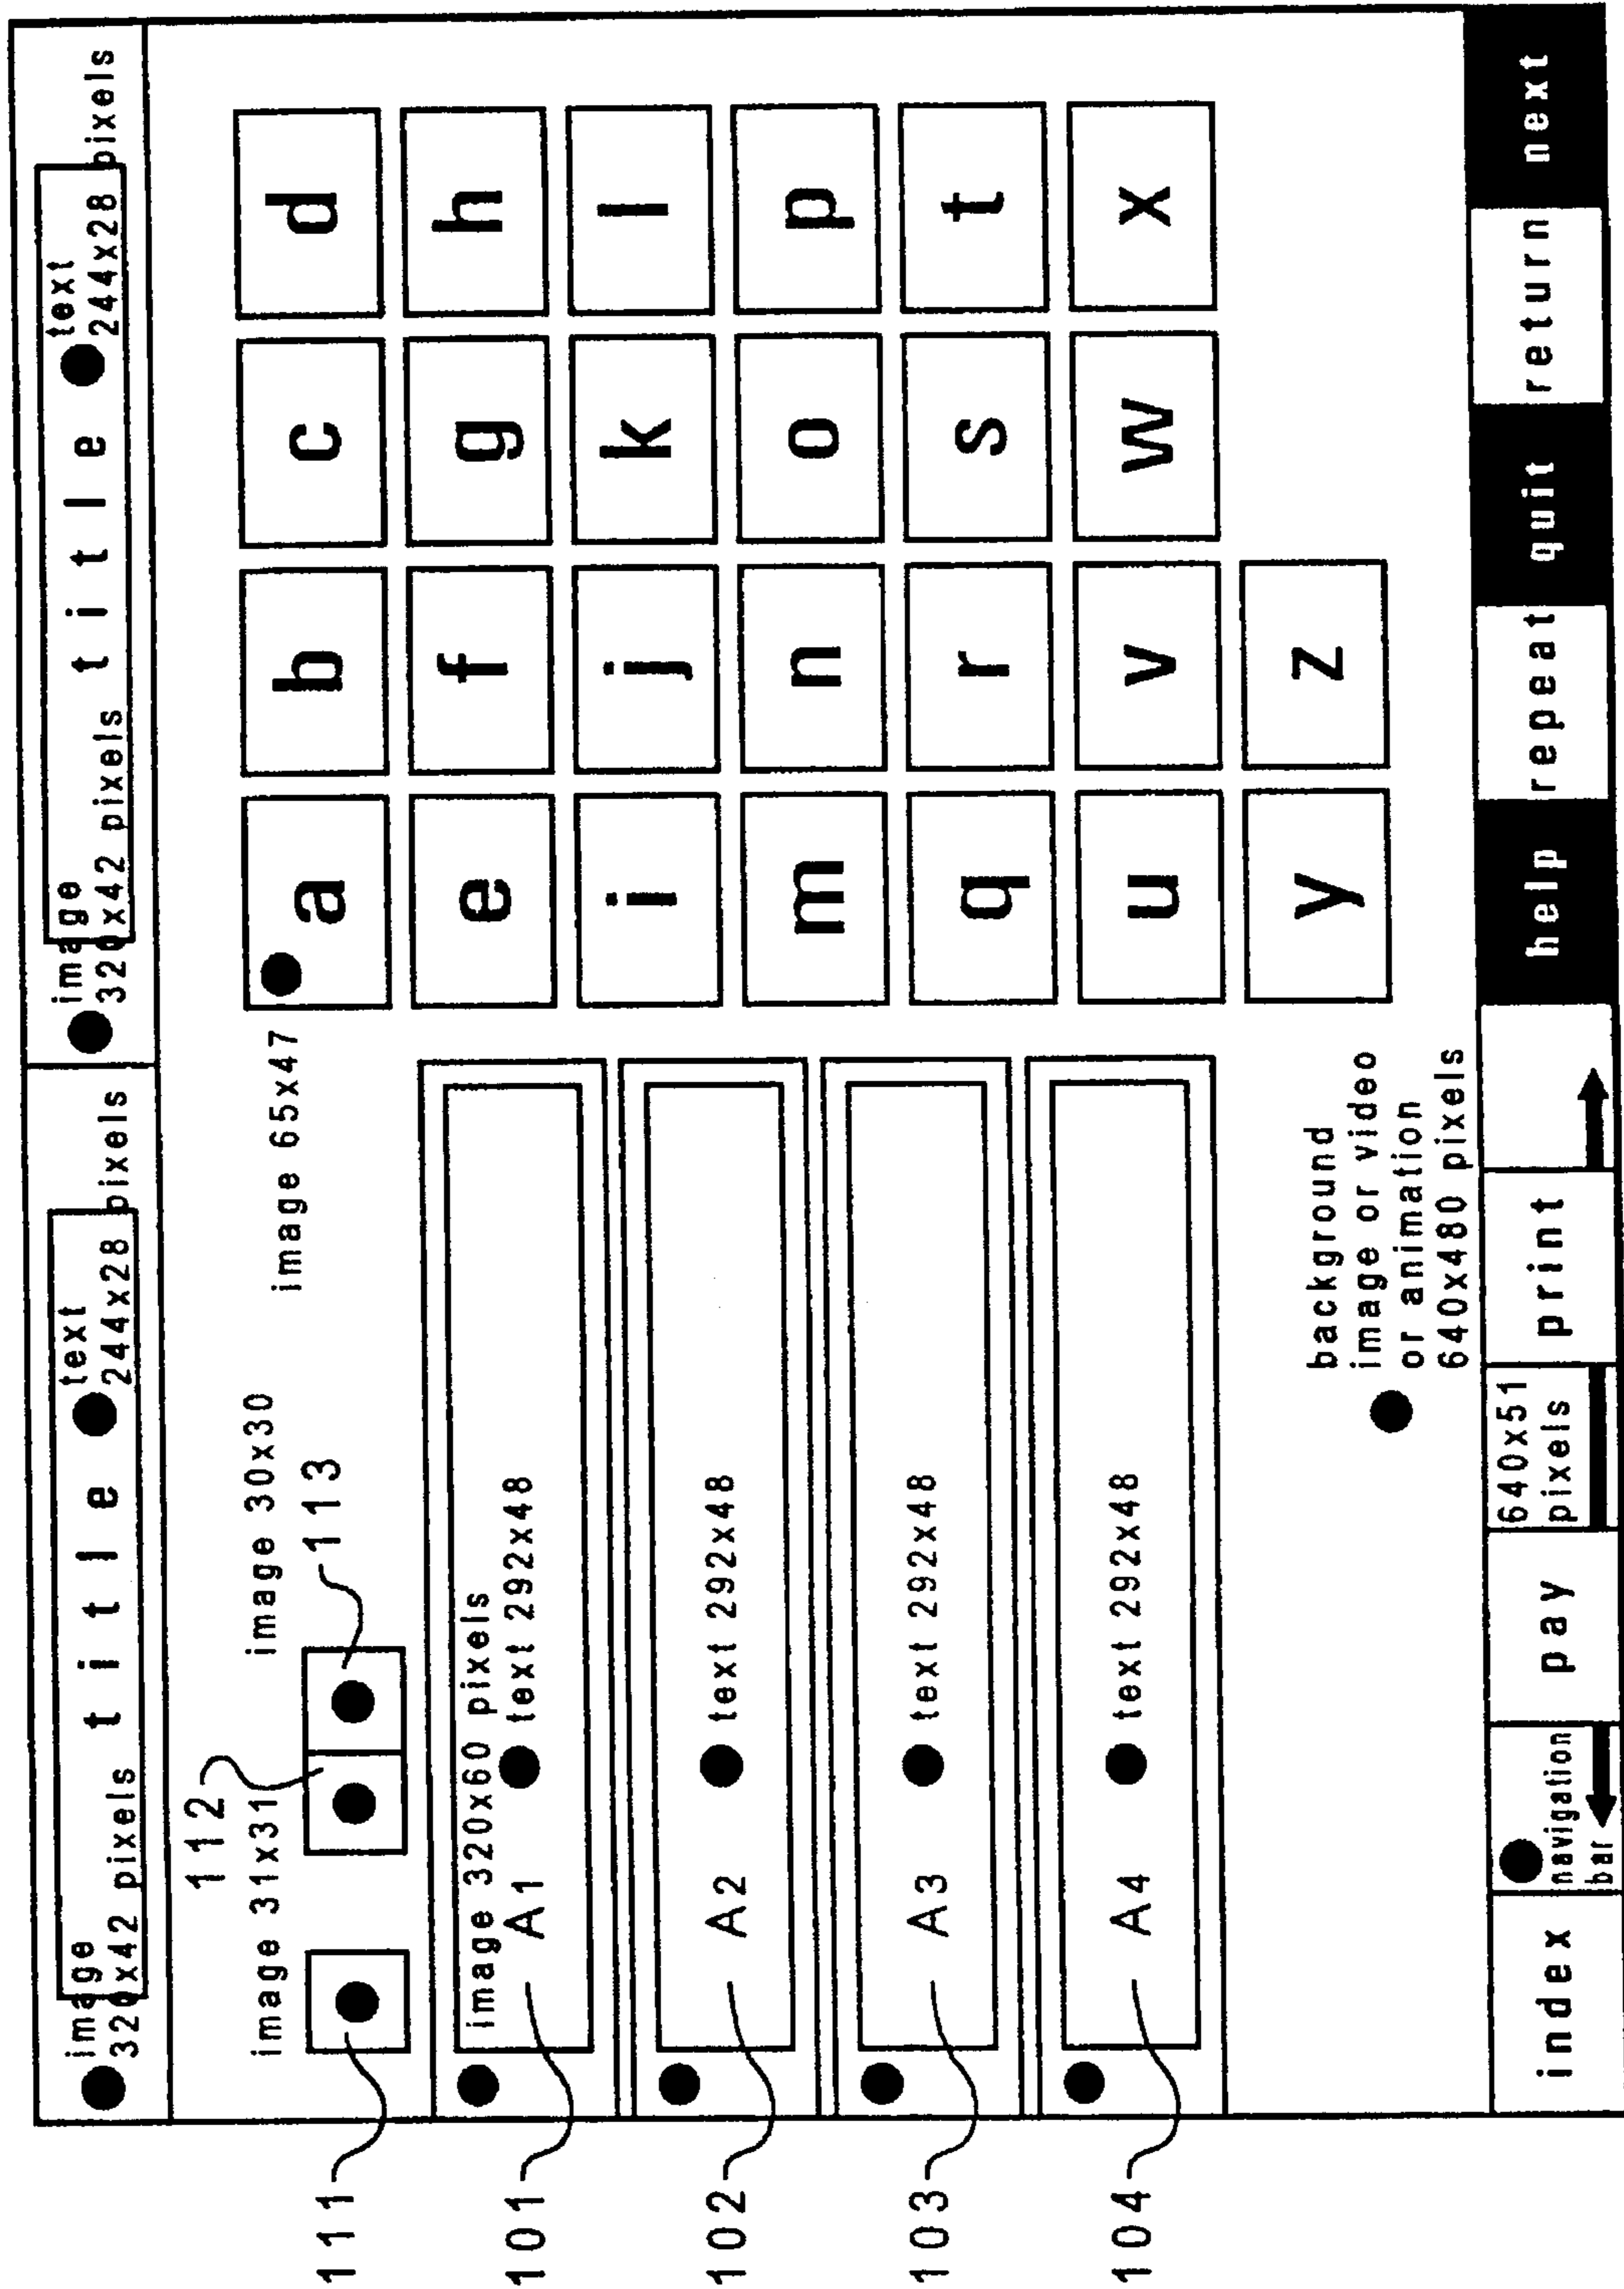 image
320x42 pixels
title
text
244x28 pixels
image
320x42 pixels
title
text
244x28 pixels
112
image 31x31
image 30x30
113
image 65x47
111
image 320x60 pixels
101
A1
text 292x48
102
A2
text 292x48
103
A3
text 292x48
104
A4
text 292x48
a b c d
e f g h
i j k l
m n o p
q r s t
u v w x
y z
background
image or video
or animation
640x480 pixels
index
navigation
bar
pay
640x51
pixels
print
help
repeat
quit
return
next